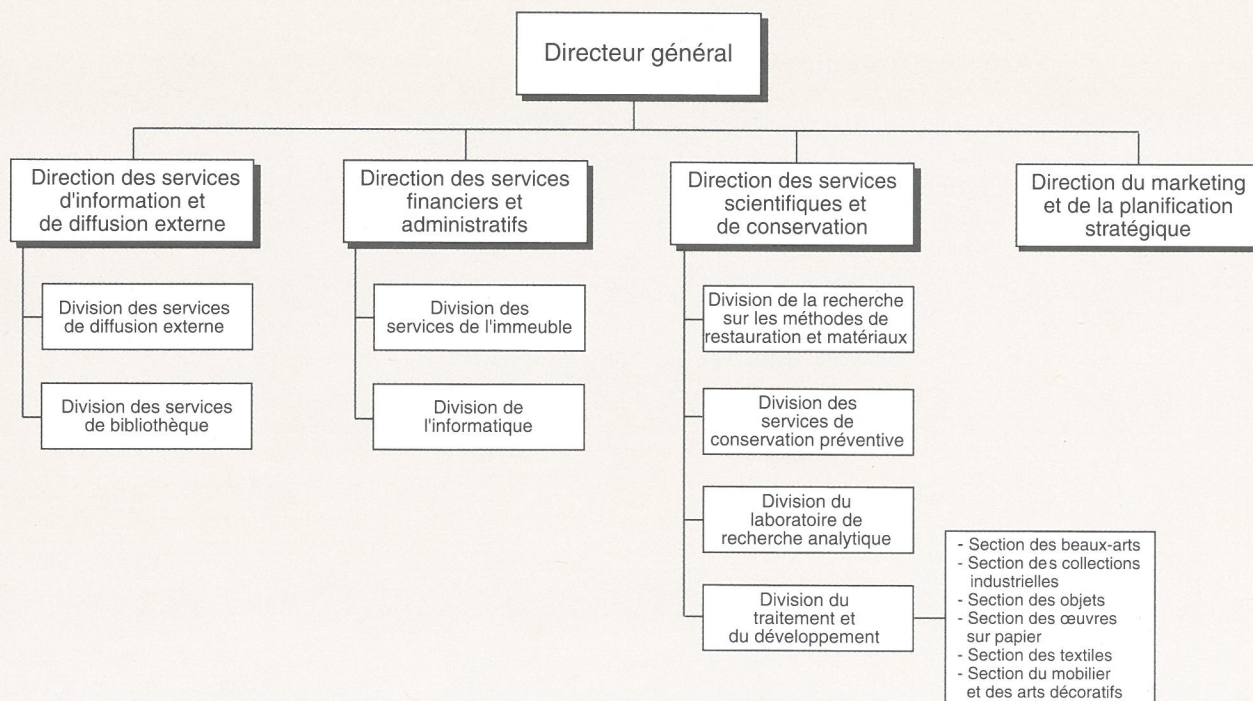 Directeur général
Direction des services
d'information et
de diffusion externe
Division des services
de diffusion externe
Division des services
de bibliothèque
Direction des services
financiers et
administratifs
Division des
services de l'immeuble
Division de
l'informatique
Direction des services
scientifiques et
de conservation
Division de la recherche
sur les méthodes de
restauration et matériaux
Division des
services de
conservation préventive
Division du
laboratoire de
recherche analytique
Division du
traitement et
du développement
- Section des beaux-arts
- Section des collections
industrielles
- Section des objets
- Section des œuvres
sur papier
- Section des textiles
- Section du mobilier
et des arts décoratifs
Direction du marketing
et de la planification
stratégique